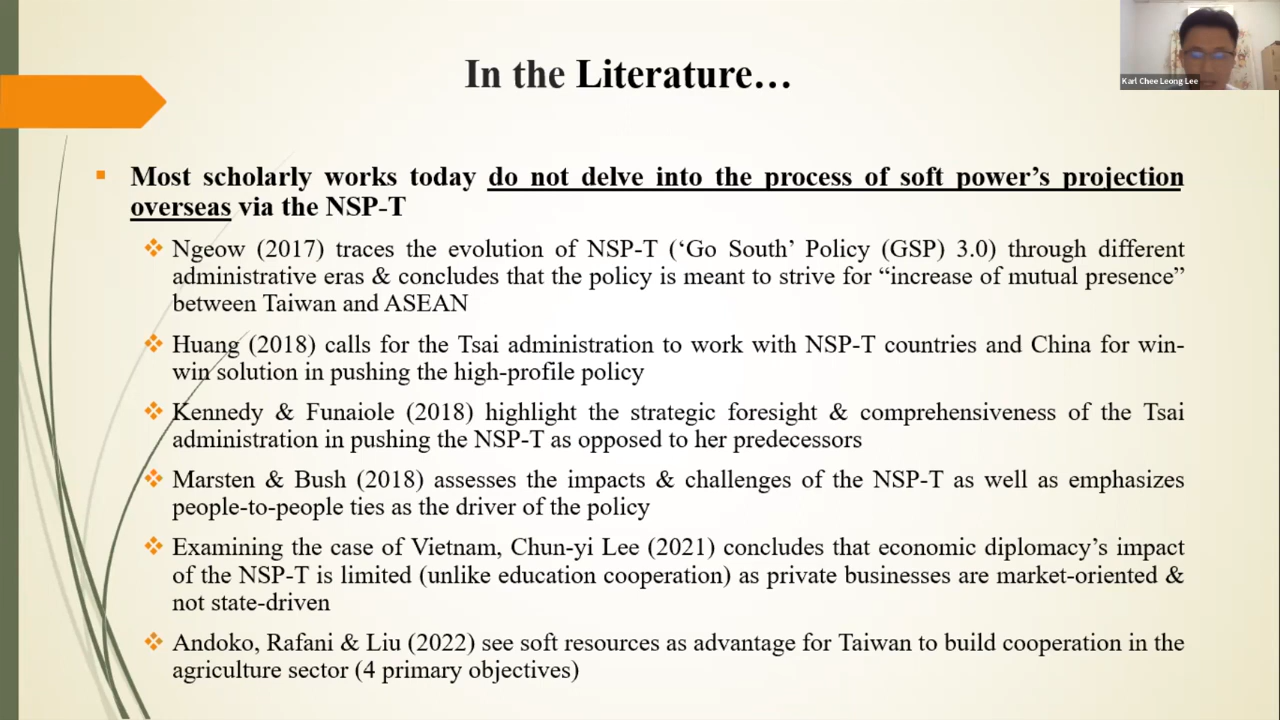 Karl Chee Leong Lee
In the Literature…
Most scholarly works today do not delve into the process of soft power’s projection
overseas via the NSP-T
Ngeow (2017) traces the evolution of NSP-T (‘Go South’ Policy (GSP) 3.0) through different
administrative eras & concludes that the policy is meant to strive for “increase of mutual presence”
between Taiwan and ASEAN
Huang (2018) calls for the Tsai administration to work with NSP-T countries and China for win-
win solution in pushing the high-profile policy
Kennedy & Funaiole (2018) highlight the strategic foresight & comprehensiveness of the Tsai
administration in pushing the NSP-T as opposed to her predecessors
Marsten & Bush (2018) assesses the impacts & challenges of the NSP-T as well as emphasizes
people-to-people ties as the driver of the policy
Examining the case of Vietnam, Chun-yi Lee (2021) concludes that economic diplomacy’s impact
of the NSP-T is limited (unlike education cooperation) as private businesses are market-oriented &
not state-driven
Andoko, Rafani & Liu (2022) see soft resources as advantage for Taiwan to build cooperation in the
agriculture sector (4 primary objectives)